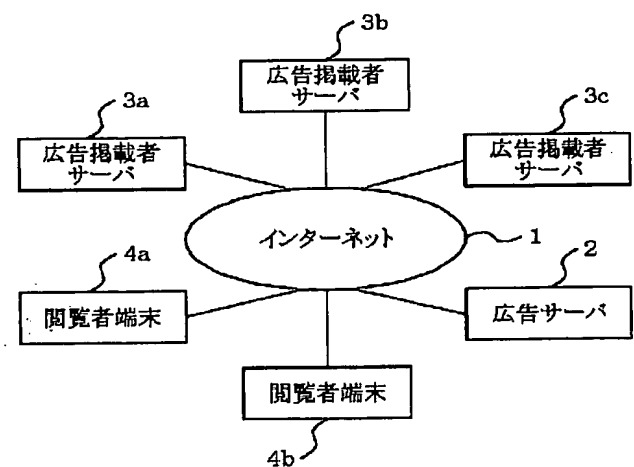 3b
広告掲載者
サーバ
3a
広告掲載者
サーバ
3c
広告掲載者
サーバ
インターネット
1
4a
閲覧者端末
2
広告サーバ
閲覧者端末
4b